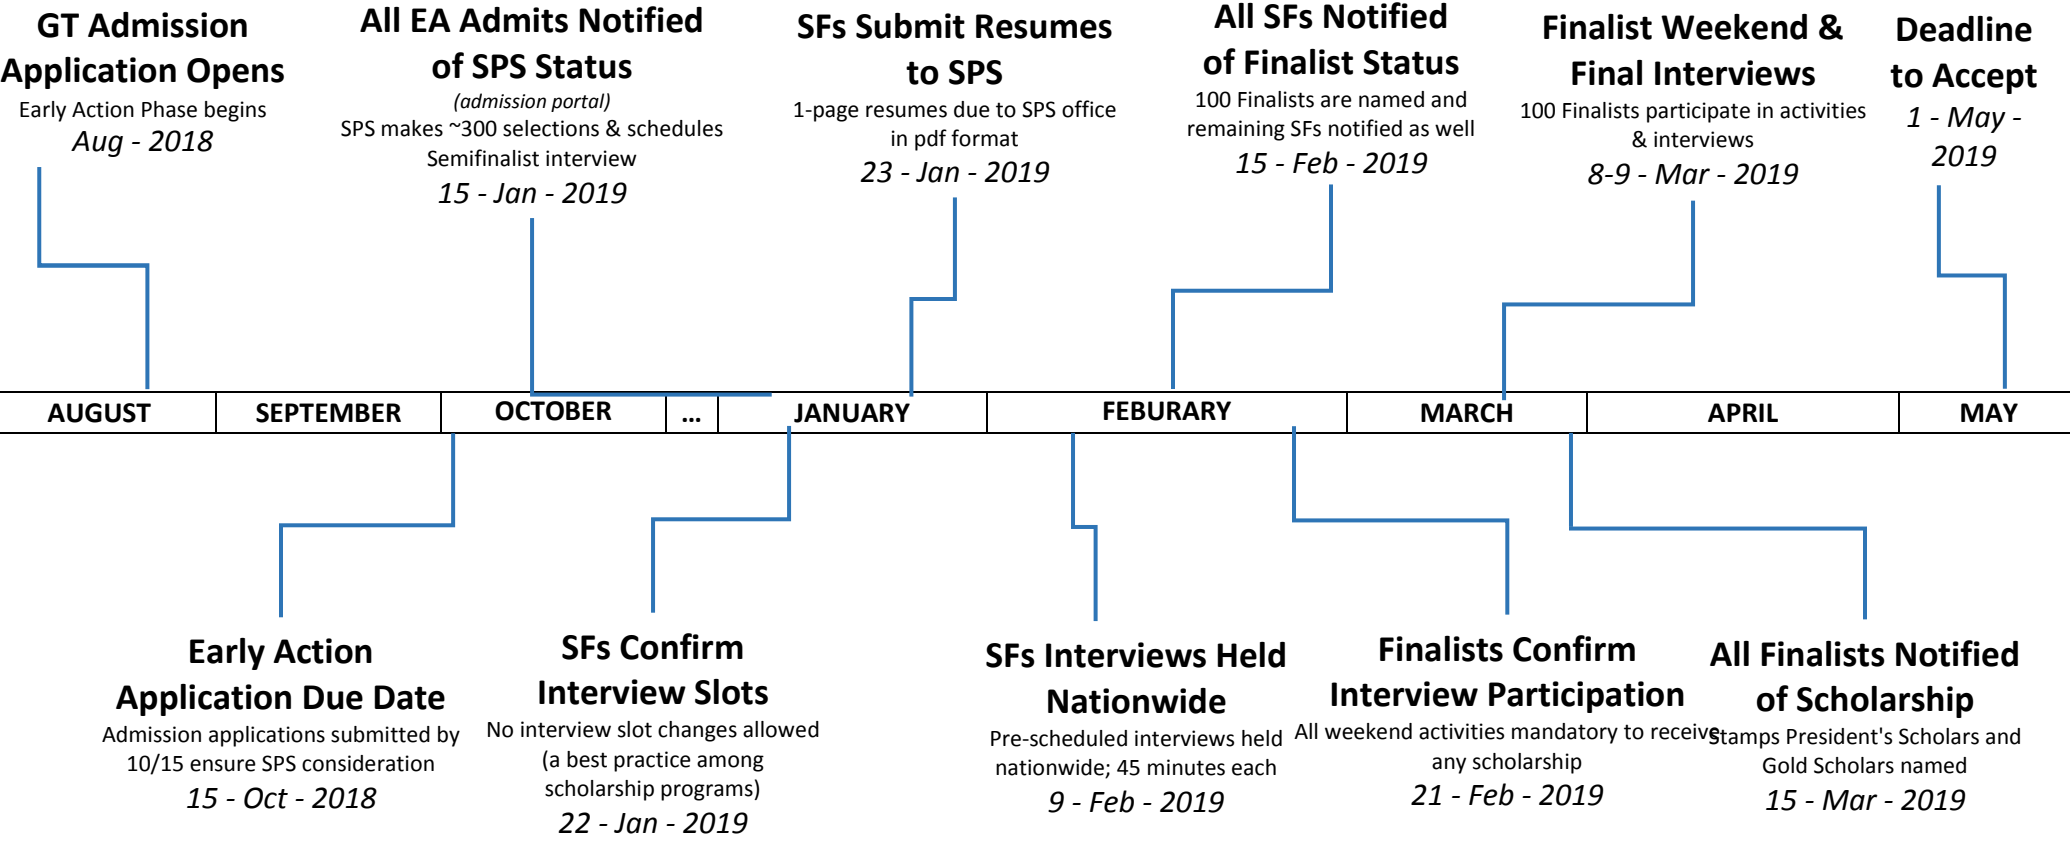 GT Admission
Application Opens
Early Action Phase begins
Aug - 2018
All EA Admits Notified
of SPS Status
(admission portal)
SPS makes ~300 selections & schedules
Semifinalist interview
15 - Jan - 2019
SFs Submit Resumes
to SPS
1-page resumes due to SPS office
in pdf format
23 - Jan - 2019
All SFs Notified
of Finalist Status
100 Finalists are named and
remaining SFs notified as well
15 - Feb - 2019
Finalist Weekend &
Final Interviews
100 Finalists participate in activities
& interviews
8-9 - Mar - 2019
Deadline
to Accept
1 - May -
2019
AUGUST
SEPTEMBER
OCTOBER
...
JANUARY
FEBURARY
MARCH
APRIL
MAY
Early Action
Application Due Date
Admission applications submitted by
10/15 ensure SPS consideration
15 - Oct - 2018
SFs Confirm
Interview Slots
No interview slot changes allowed
(a best practice among
scholarship programs)
22 - Jan - 2019
SFs Interviews Held
Nationwide
Pre-scheduled interviews held
nationwide; 45 minutes each
9 - Feb - 2019
Finalists Confirm
Interview Participation
All weekend activities mandatory to receive
any scholarship
21 - Feb - 2019
All Finalists Notified
of Scholarship
Stamps President's Scholars and
Gold Scholars named
15 - Mar - 2019